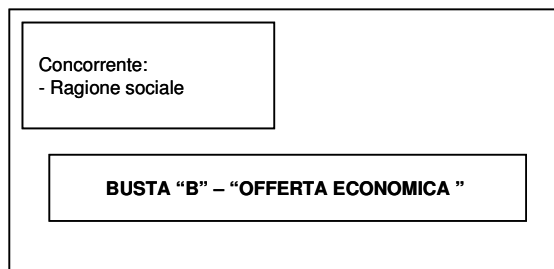 Concorrente:
- Ragione sociale
BUSTA “B” – “OFFERTA ECONOMICA ”